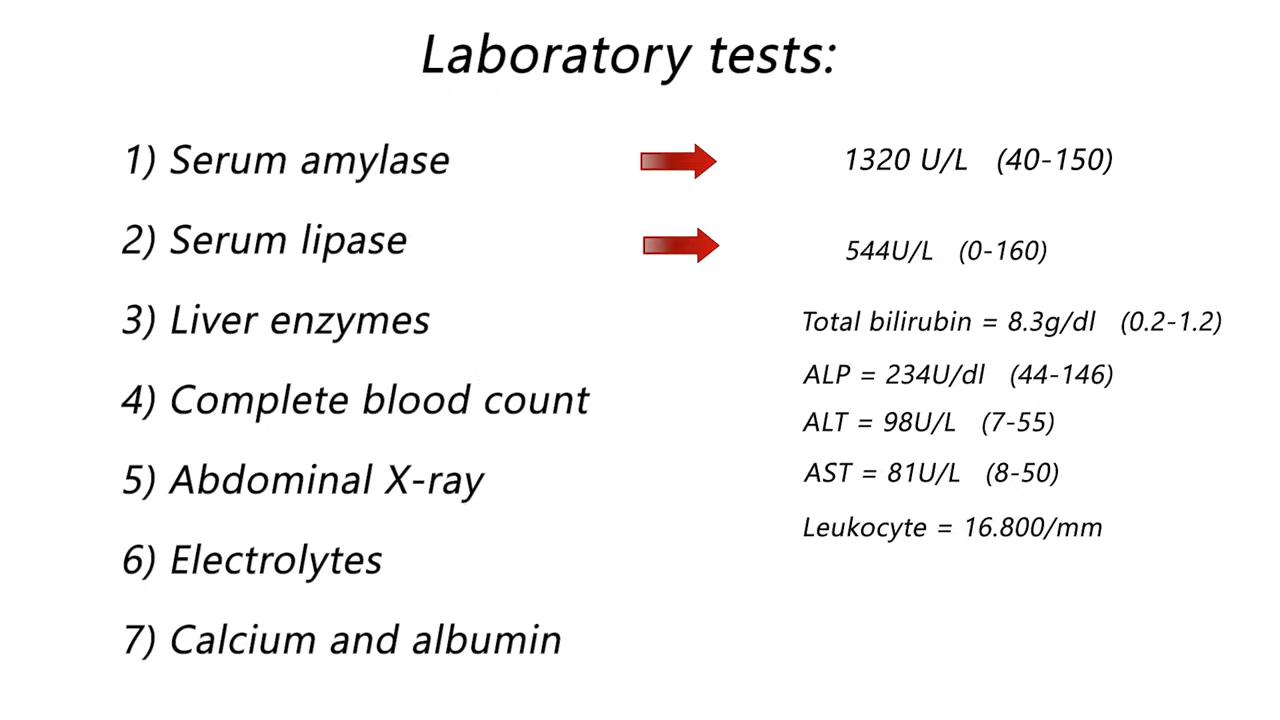 Laboratory tests:
1) Serum amylase 1320 U/L (40-150)
2) Serum lipase 544U/L (0-160)
3) Liver enzymes Total bilirubin = 8.3g/dl (0.2-1.2)
ALP = 234U/dl (44-146)
4) Complete blood count ALT = 98U/L (7-55)
5) Abdominal X-ray AST = 81U/L (8-50)
Leukocyte = 16.800/mm
6) Electrolytes
7) Calcium and albumin